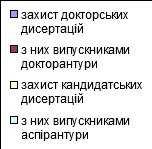 захист докторських
дисертацій
з них випускниками
докторантури
захист кандидатських
дисертацій
з них випускниками
аспірантури